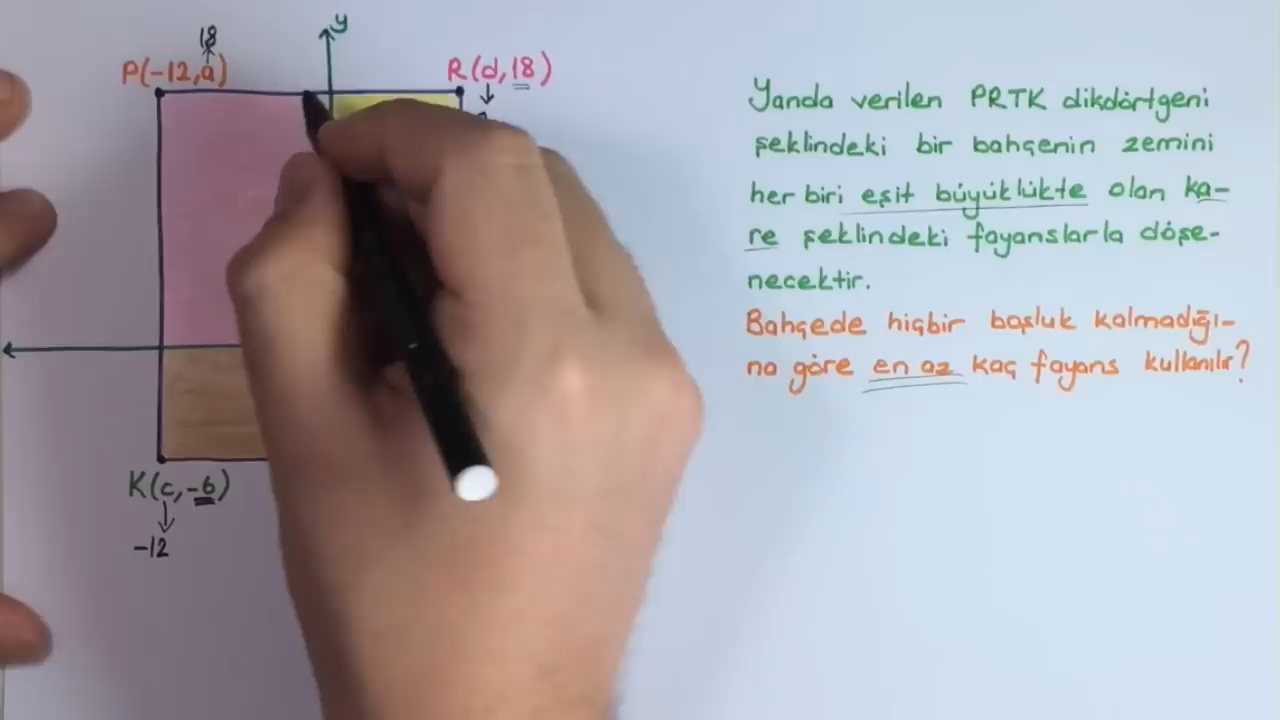 18
y
P(-12,a)
R(d,18)
K(c,-6)
-12
Yanda verilen PRTK dikdörtgeni
şeklindeki bir bahçenin zemini
her biri eşit büyüklükte olan ka-
re şeklindeki fayanslarla döşe-
necektir.
Bahçede hiçbir boşluk kalmadığı-
na göre en az kaç fayans kullanılır?